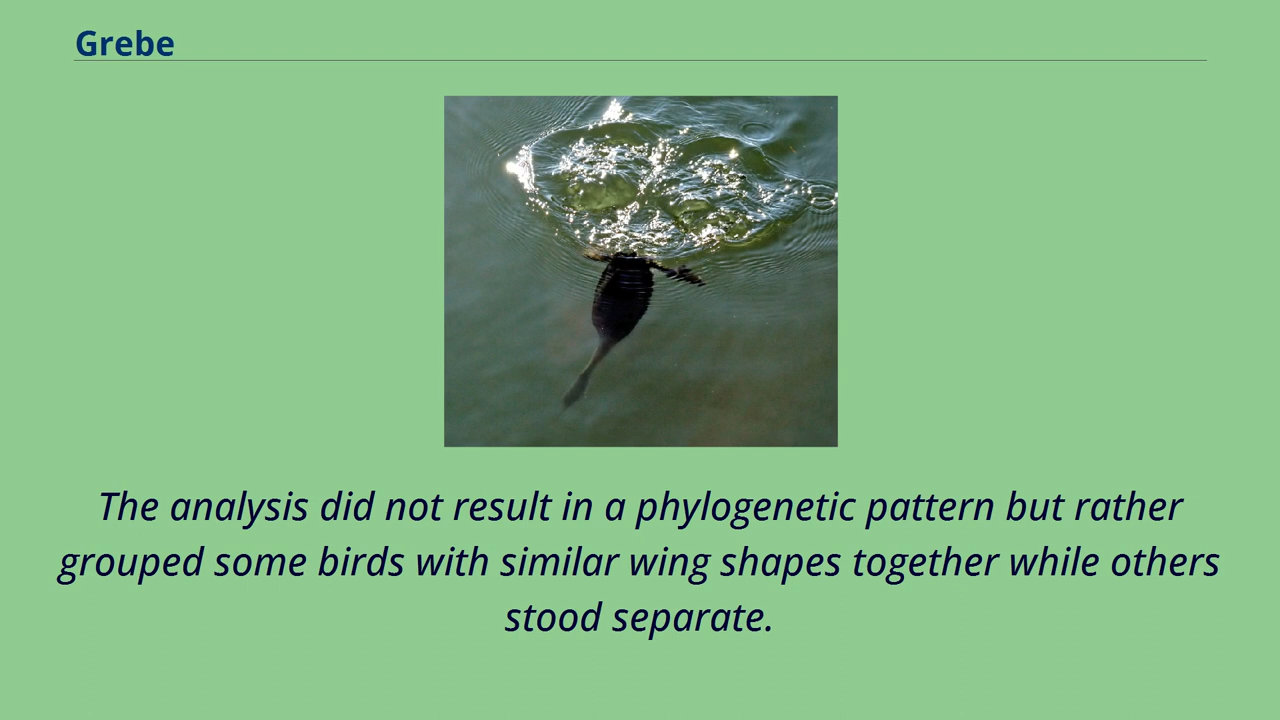 Grebe
The analysis did not result in a phylogenetic pattern but rather
grouped some birds with similar wing shapes together while others
stood separate.